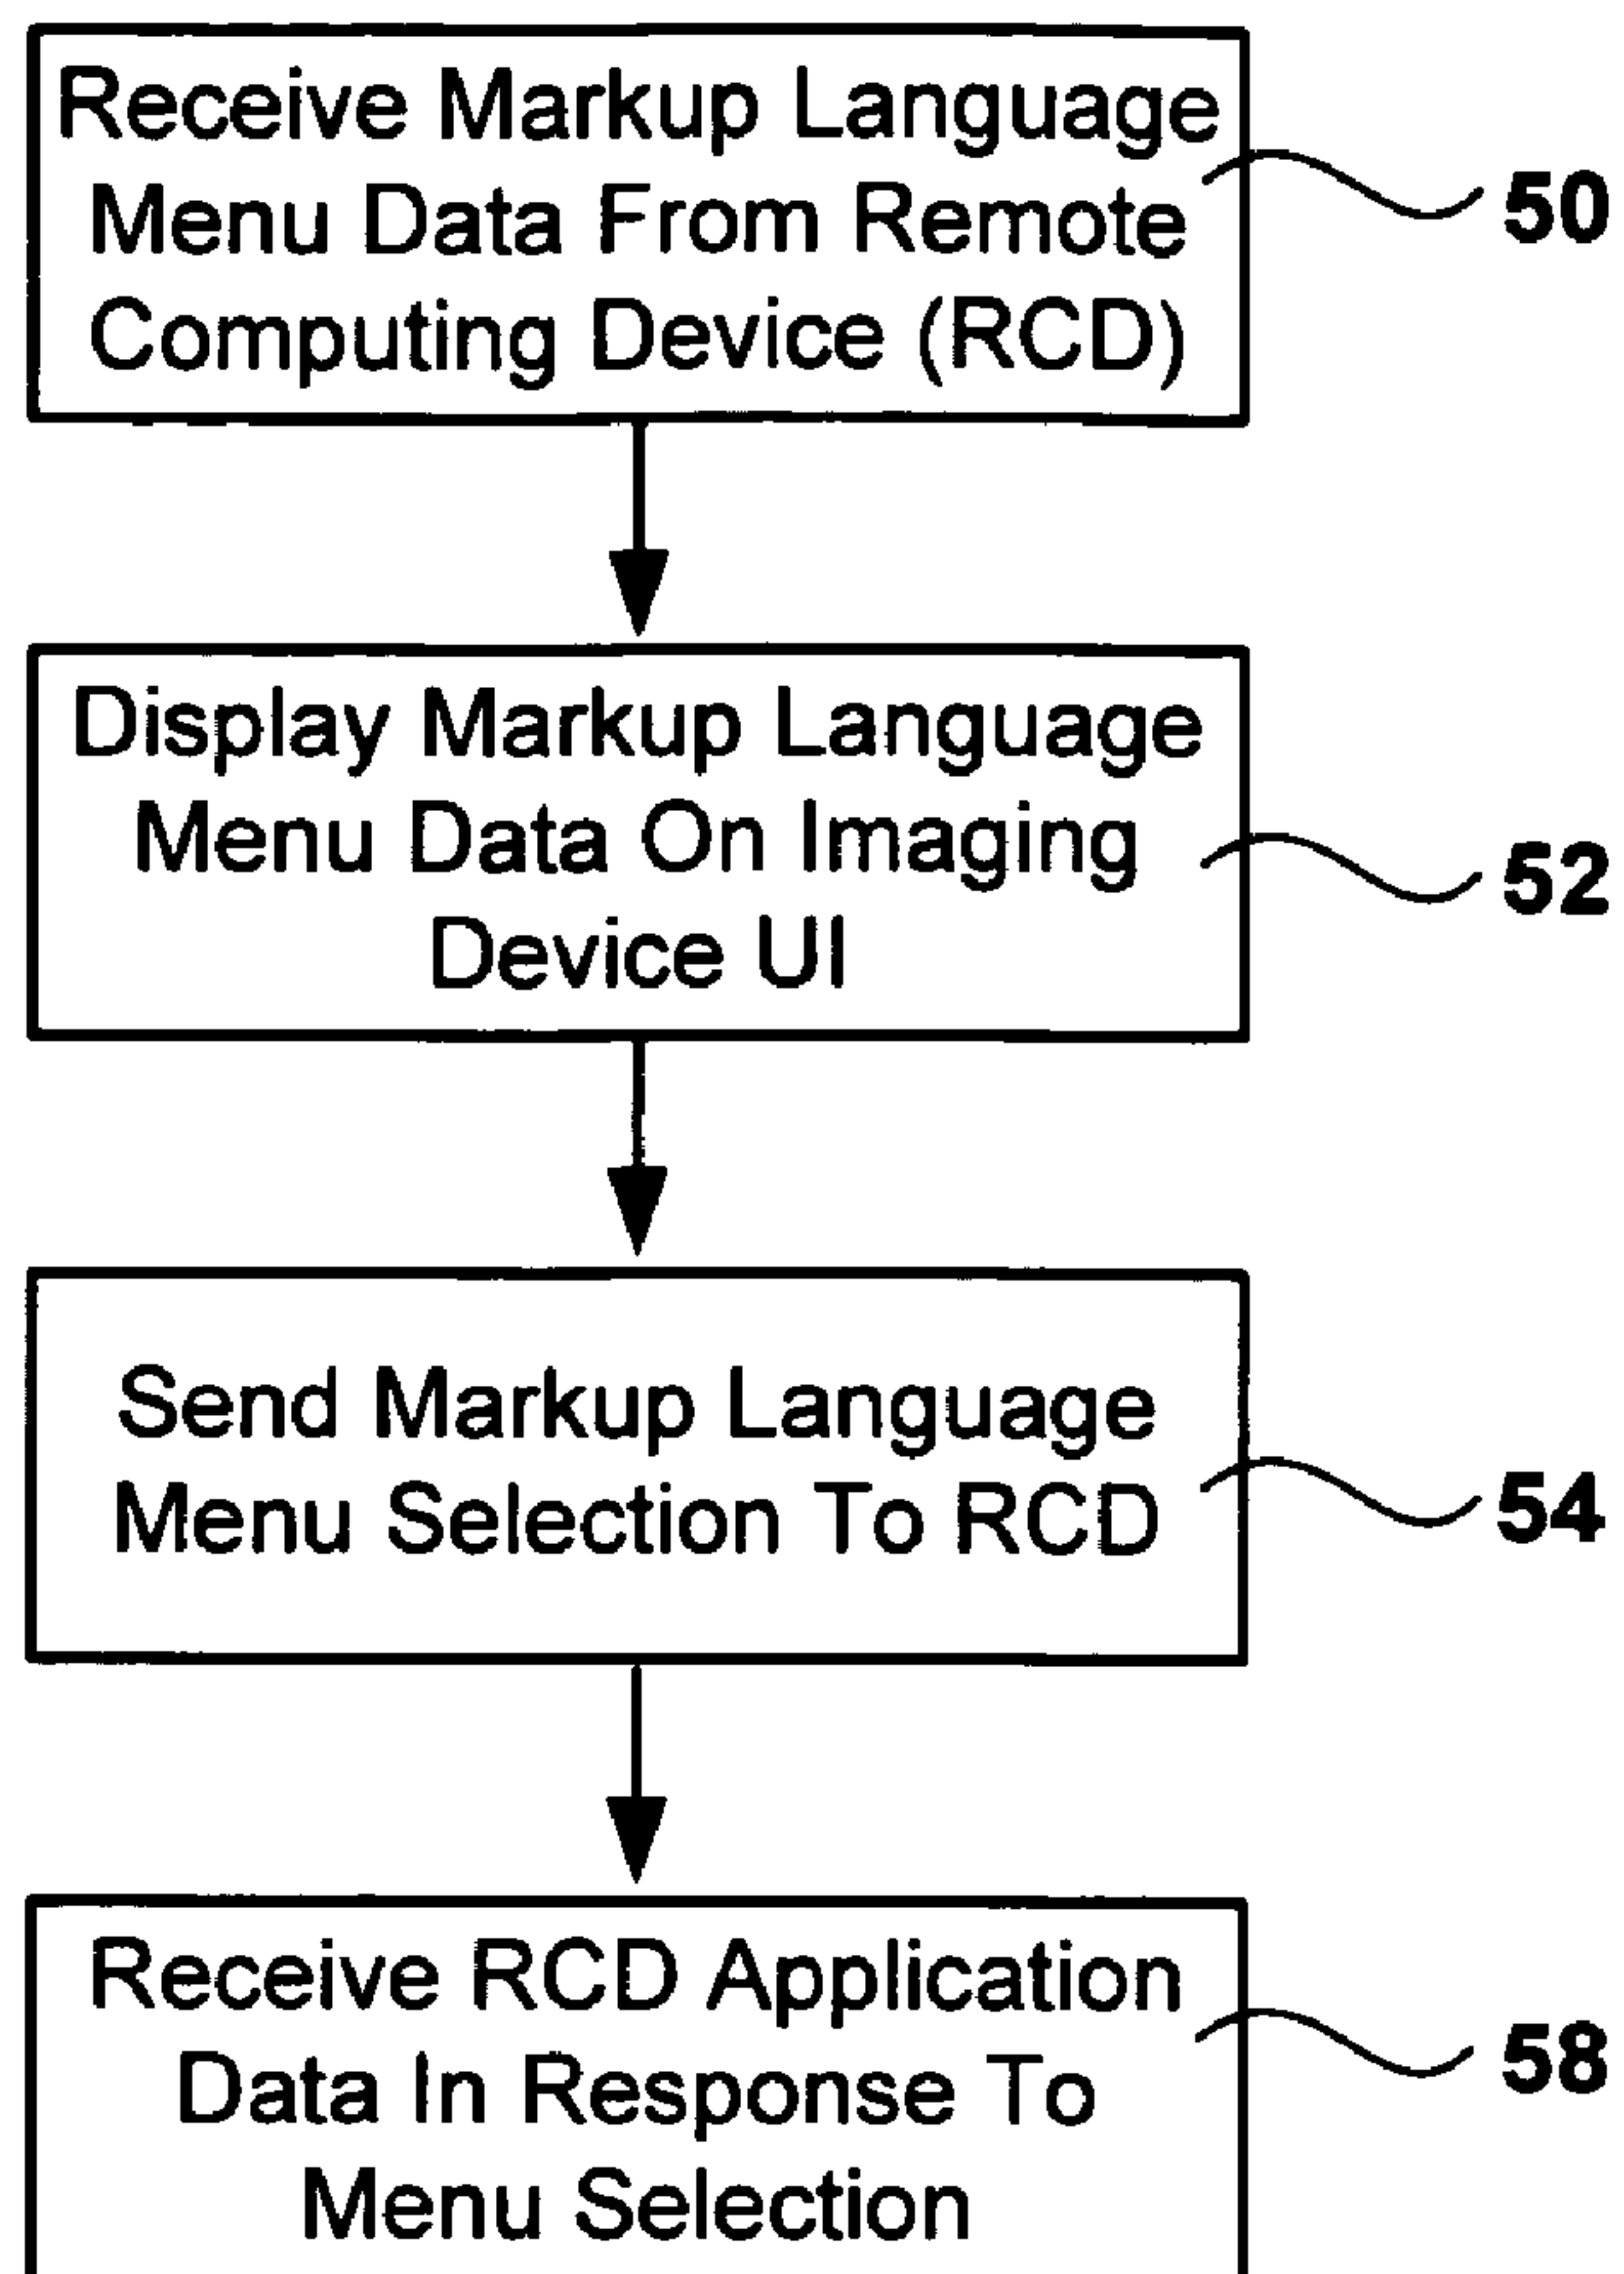 Receive Markup Language
Menu Data From Remote
Computing Device (RCD)
50
Display Markup Language
Menu Data On Imaging
Device UI
52
Send Markup Language
Menu Selection To RCD
54
Receive RCD Application
Data In Response To
Menu Selection
58